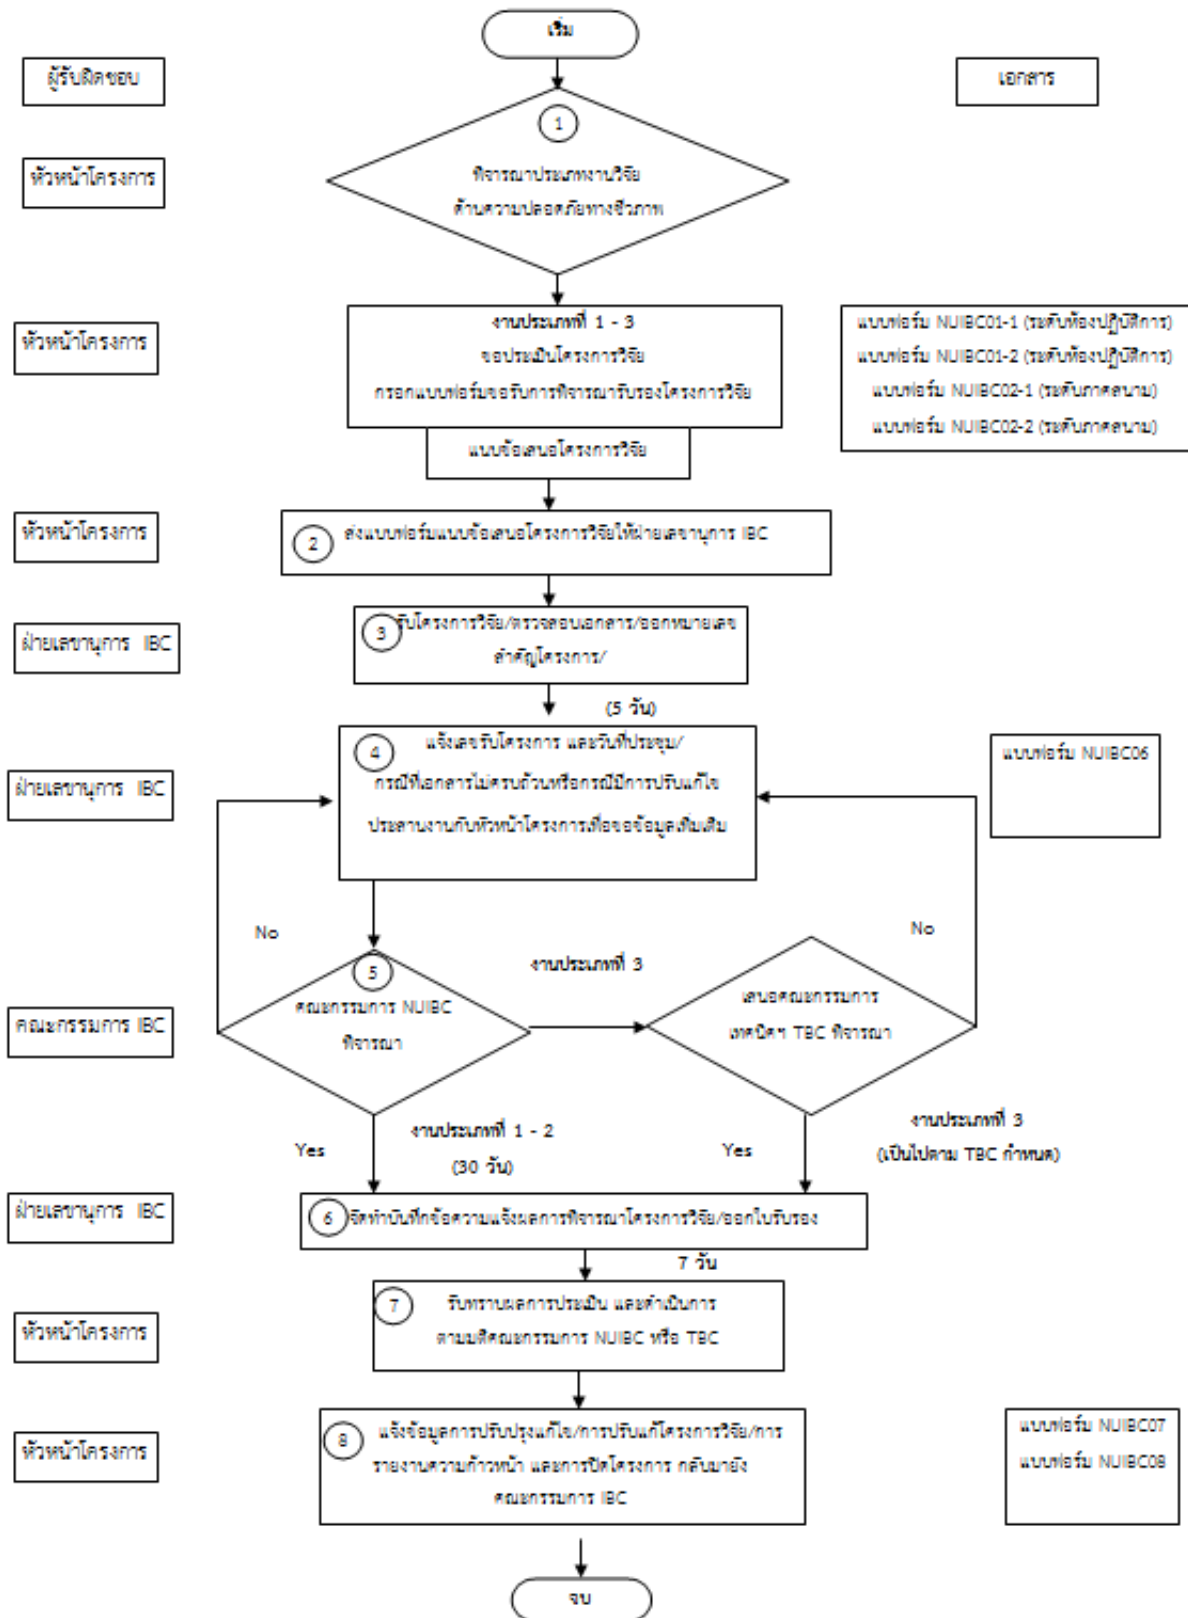 เริ่ม
ผู้รับผิดชอบ
เอกสาร
1
หัวหน้าโครงการ
พิจารณาประเภทงานวิจัย
ด้านความปลอดภัยทางชีวภาพ
หัวหน้าโครงการ
งานประเภทที่ 1 - 3
ขอประเมินโครงการวิจัย
กรอกแบบฟอร์มขอรับการพิจารณารับรองโครงการวิจัย
แบบข้อเสนอโครงการวิจัย
แบบฟอร์ม NUIBC01-1 (ระดับห้องปฏิบัติการ)
แบบฟอร์ม NUIBC01-2 (ระดับห้องปฏิบัติการ)
แบบฟอร์ม NUIBC02-1 (ระดับภาคสนาม)
แบบฟอร์ม NUIBC02-2 (ระดับภาคสนาม)
หัวหน้าโครงการ
2 ส่งแบบฟอร์มแบบข้อเสนอโครงการวิจัยให้ฝ่ายเลขานุการ IBC
ฝ่ายเลขานุการ IBC
3 รับโครงการวิจัย/ตรวจสอบเอกสาร/ออกหมายเลข
สำคัญโครงการ/
(5 วัน)
ฝ่ายเลขานุการ IBC
4 แจ้งเลขรับโครงการ และวันที่ประชุม/
กรณีที่เอกสารไม่ครบถ้วนหรือกรณีมีการปรับแก้ไข
ประสานงานกับหัวหน้าโครงการเพื่อขอข้อมูลเพิ่มเติม
แบบฟอร์ม NUIBC06
No
No
งานประเภทที่ 3
คณะกรรมการ IBC
5
คณะกรรมการ NUIBC
พิจารณา
เสนอคณะกรรมการ
เทคนิคฯ TBC พิจารณา
Yes
งานประเภทที่ 1 - 2
(30 วัน)
Yes
งานประเภทที่ 3
(เป็นไปตาม TBC กำหนด)
ฝ่ายเลขานุการ IBC
6 จัดทำบันทึกข้อความแจ้งผลการพิจารณาโครงการวิจัย/ออกใบรับรอง
7 วัน
หัวหน้าโครงการ
7 รับทราบผลการประเมิน และดำเนินการ
ตามมติคณะกรรมการ NUIBC หรือ TBC
หัวหน้าโครงการ
8 แจ้งข้อมูลการปรับปรุงแก้ไข/การปรับแก้โครงการวิจัย/การ
รายงานความก้าวหน้า และการปิดโครงการ กลับมายัง
คณะกรรมการ IBC
แบบฟอร์ม NUIBC07
แบบฟอร์ม NUIBC08
จบ